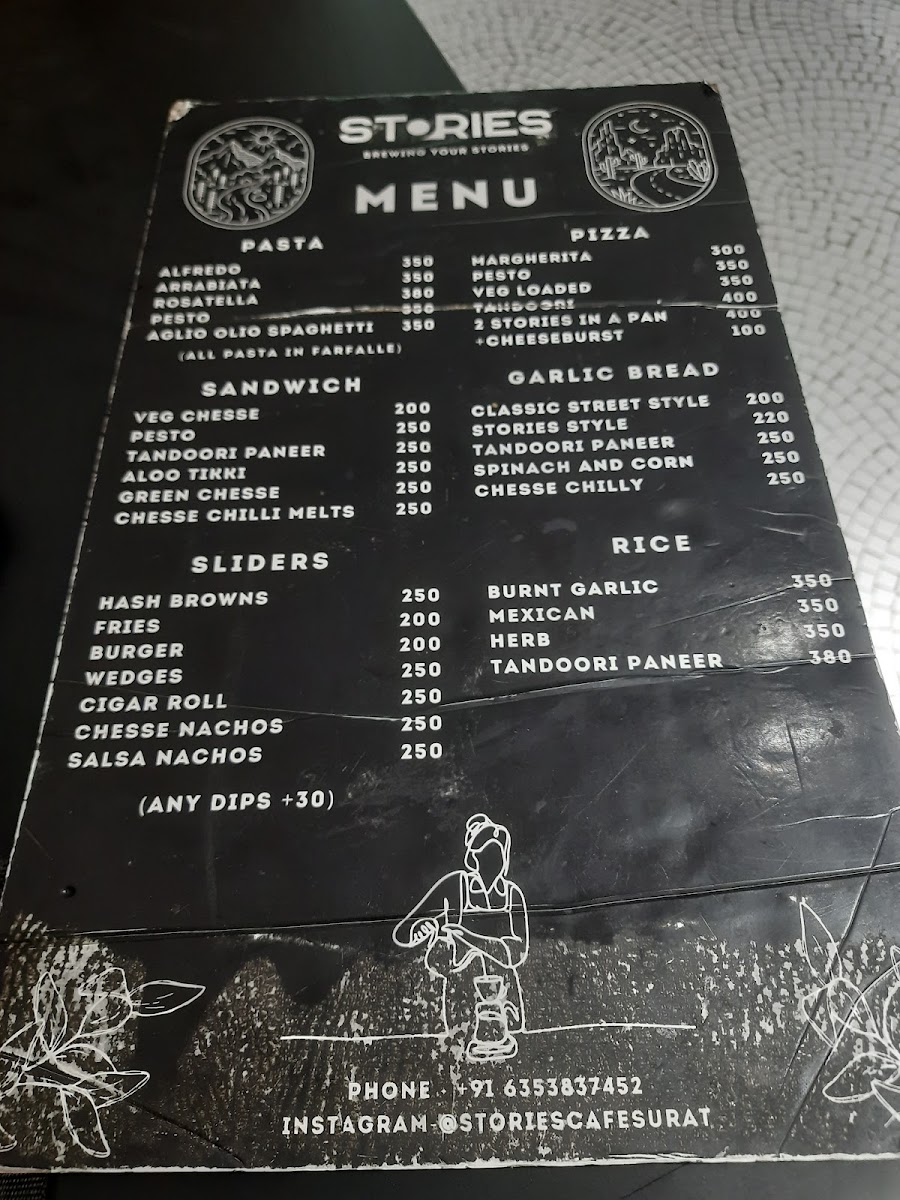 STORIES
BREWING YOUR STORIES
MENU
PASTA
ALFREDO 350
ARRABIATA 350
ROSATELLA 380
PESTO
AGLIO OLIO SPAGHETTI 350
(ALL PASTA IN FARFALLE)
PIZZA
MARGHERITA 300
PESTO 350
VEG LOADED 350
TANDOORI 400
2 STORIES IN A PAN 400
+CHEESEBURST 100
SANDWICH
VEG CHESSE 200
PESTO 250
TANDOORI PANEER 250
ALOO TIKKI 250
GREEN CHESSE 250
CHESSE CHILLI MELTS 250
GARLIC BREAD
CLASSIC STREET STYLE 200
STORIES STYLE 220
TANDOORI PANEER 250
SPINACH AND CORN 250
CHESSE CHILLY 250
SLIDERS
HASH BROWNS 250
FRIES 200
BURGER 200
WEDGES 250
CIGAR ROLL 250
CHESSE NACHOS 250
SALSA NACHOS 250
(ANY DIPS +30)
RICE
BURNT GARLIC 350
MEXICAN 350
HERB 350
TANDOORI PANEER 380
PHONE - +91 6353837452
INSTAGRAM-@STORIESCAFESURAT